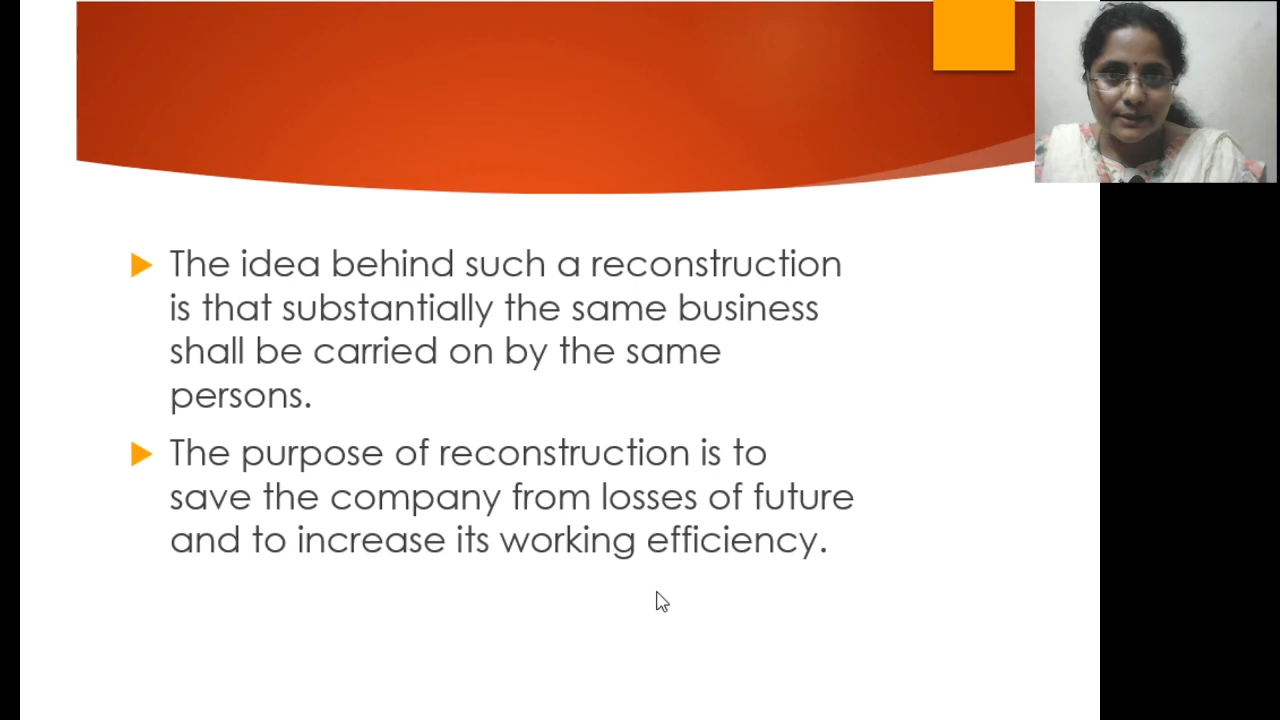 The idea behind such a reconstruction
is that substantially the same business
shall be carried on by the same
persons.
The purpose of reconstruction is to
save the company from losses of future
and to increase its working efficiency.